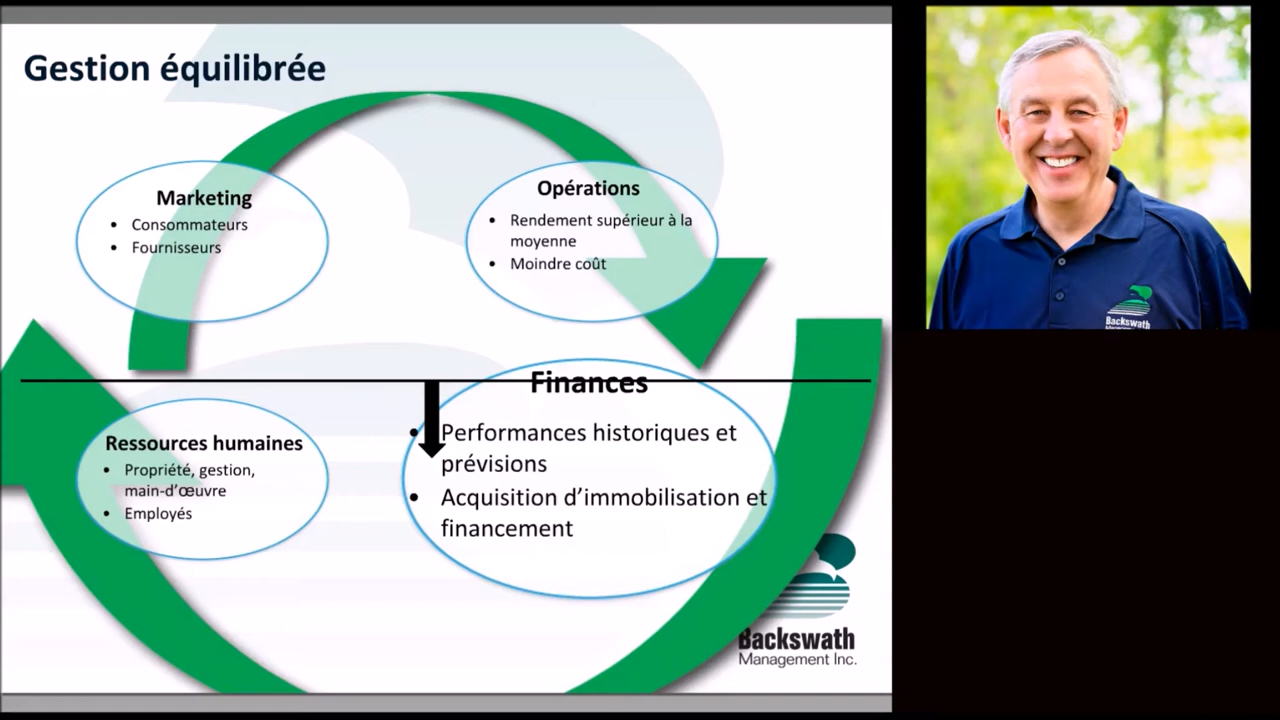 Gestion équilibrée
Marketing
• Consommateurs
• Fournisseurs
Opérations
• Rendement supérieur à la
moyenne
• Moindre coût
Ressources humaines
• Propriété, gestion,
main-d’œuvre
• Employés
Finances
• Performances historiques et
prévisions
• Acquisition d’immobilisation et
financement
Backswath
Management Inc.
Backswath